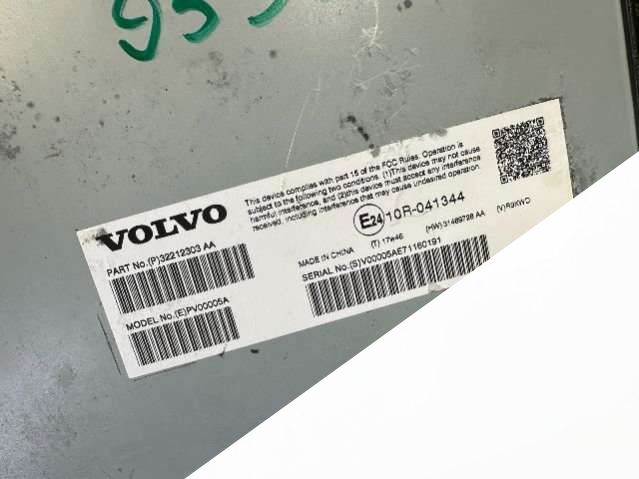 VOLVO
This device complies with part 15 of the FCC Rules. Operation is
subject to the following two conditions. (1)This device may not cause
harmful interference, and (2)this device must accept any interference
received, including interference that may cause undesired operation.
E24 10R-041344
PART No.(P)32212303 AA
MADE IN CHINA (T) 17w46 (HW)31489728 AA (V)R9KWD
SERIAL No.(S)V00005AE71160191
MODEL No.(E)PV00005A